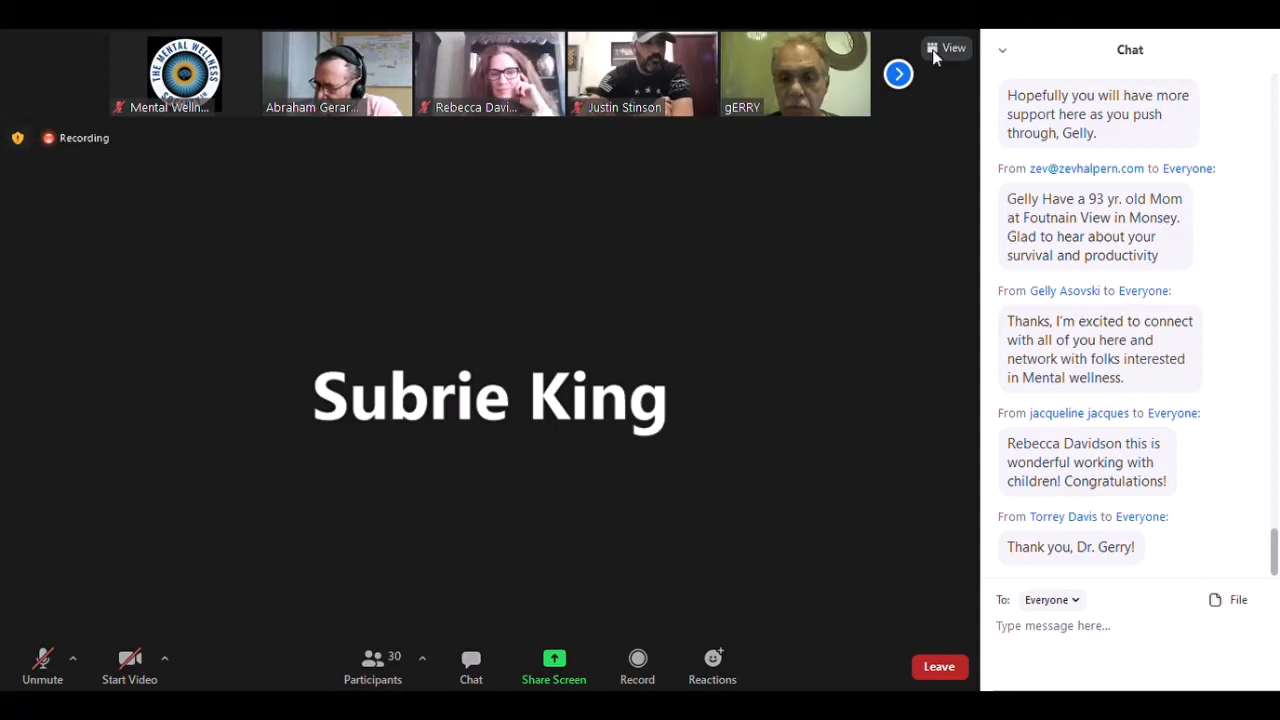 THE MENTAL WELLNESS
Mental Welln...
Abraham Gerar...
Rebecca Davi...
Justin Stinson
gERRY
View
Recording
Subrie King
Unmute
Start Video
30
Participants
Chat
Share Screen
Record
Reactions
Leave
Chat
Hopefully you will have more
support here as you push
through, Gelly.
From zev@zevhalpern.com to Everyone:
Gelly Have a 93 yr. old Mom
at Foutnain View in Monsey.
Glad to hear about your
survival and productivity
From Gelly Asovski to Everyone:
Thanks, I'm excited to connect
with all of you here and
network with folks interested
in Mental wellness.
From jacqueline jacques to Everyone:
Rebecca Davidson this is
wonderful working with
children! Congratulations!
From Torrey Davis to Everyone:
Thank you, Dr. Gerry!
To: Everyone
File
Type message here...